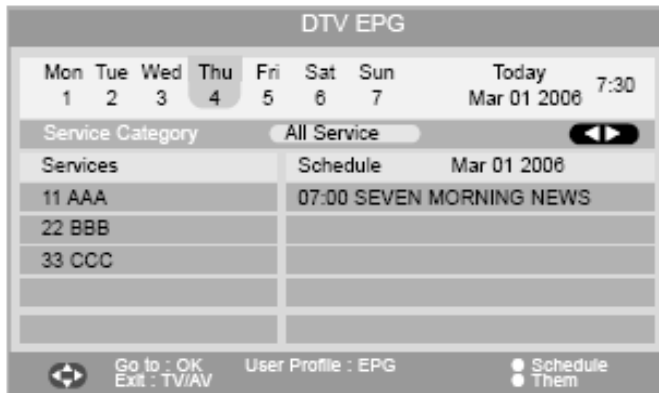 DTV EPG
Mon Tue Wed Thu Fri Sat Sun Today
1 2 3 4 5 6 7 Mar 01 2006 7:30
Service Category All Service
Services Schedule Mar 01 2006
11 AAA 07:00 SEVEN MORNING NEWS
22 BBB
33 CCC
Go to : OK User Profile : EPG Schedule
Exit : TV/AV Them